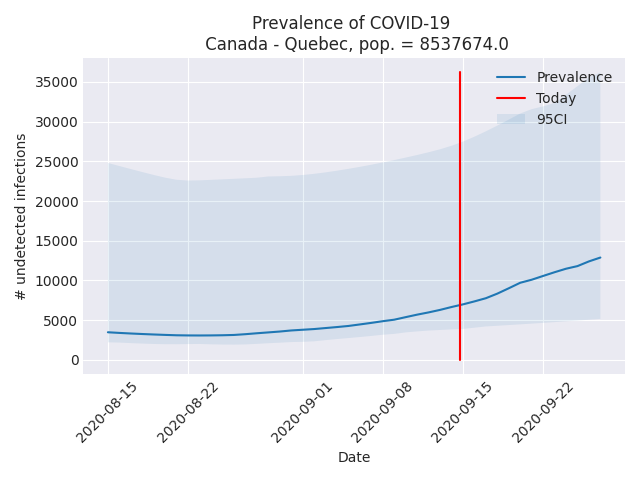 Prevalence of COVID-19
Canada - Quebec, pop. = 8537674.0
Prevalence
Today
95CI
35000
30000
25000
20000
15000
10000
5000
0
# undetected infections
2020-08-15
2020-08-22
2020-09-01
2020-09-08
2020-09-15
2020-09-22
Date